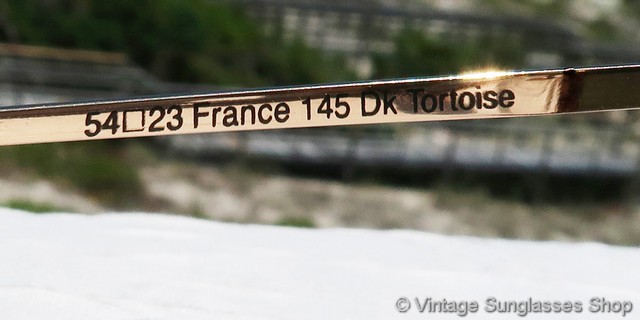 54□23 France 145 Dk Tortoise
© Vintage Sunglasses Shop